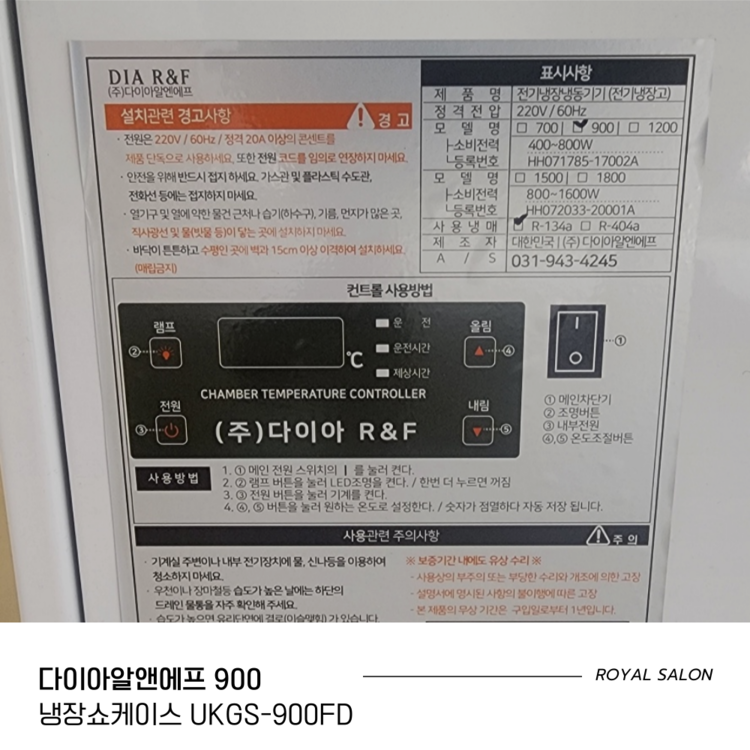 DIA R&F
(주)다이아알엔에프
설치관련 경고사항
경 고
· 전원은 220V / 60Hz / 정격 20A 이상의 콘센트를
제품 단독으로 사용하세요. 또한 전원 코드를 임의로 연장하지 마세요.
· 안전을 위해 반드시 접지 하세요. 가스관 및 플라스틱 수도관,
전화선 등에는 접지하지 마세요.
· 열기구 및 열에 약한 물건 근처나 습기(하수구), 기름, 먼지가 많은 곳,
직사광선 및 물(빗물 등)이 닿는 곳에 설치하지 마세요.
· 바닥이 튼튼하고 수평인 곳에 벽과 15cm 이상 이격하여 설치하세요.
(매립금지)
표시사항
제 품 명 전기냉장냉동기기 (전기냉장고)
정 격 전 압 220V / 60Hz
모 델 명 □ 700 | ☑ 900 | □ 1200
├소비전력 400~800W
└등록번호 HH071785-17002A
모 델 명 □ 1500 | □ 1800
├소비전력 800~1600W
└등록번호 HH072033-20001A
사 용 냉 매 ☑ R-134a □ R-404a
제 조 자 대한민국 | (주) 다이아알엔에프
A / S 031-943-4245
컨트롤 사용방법
램프
②
℃
운 전
운전시간
제상시간
올림
④
CHAMBER TEMPERATURE CONTROLLER
전원
③
(주)다이아 R&F
내림
⑤
①
① 메인차단기
② 조명버튼
③ 내부전원
④,⑤ 온도조절버튼
사용방법
1. ① 메인 전원 스위치의 I 를 눌러 켠다.
2. ② 램프 버튼을 눌러 LED조명을 켠다. / 한번 더 누르면 꺼짐
3. ③ 전원 버튼을 눌러 기계를 켠다.
4. ④, ⑤ 버튼을 눌러 원하는 온도로 설정한다. / 숫자가 점멸하다 자동 저장 됩니다.
사용관련 주의사항
주 의
· 기계실 주변이나 내부 전기장치에 물, 신나등을 이용하여
청소하지 마세요.
· 우천이나 장마철등 습도가 높은 날에는 하단의
드레인 물통을 자주 확인해 주세요.
· 습도가 높으면 유리단면에 결로(이슬맺힘)가 있습니다.
※ 보증기간 내에도 유상 수리 ※
- 사용상의 부주의 또는 부당한 수리와 개조에 의한 고장
- 설명서에 명시된 사항의 불이행에 따른 고장
- 본 제품의 무상 기간은 구입일로부터 1년입니다.
다이아알앤에프 900
냉장쇼케이스 UKGS-900FD
ROYAL SALON